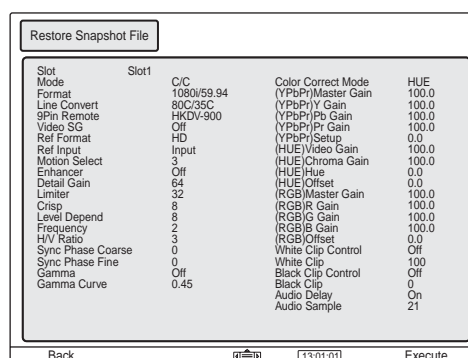 Restore Snapshot File
Slot Slot1
Mode C/C
Format 1080i/59.94
Line Convert 80C/35C
9Pin Remote HKDV-900
Video SG Off
Ref Format HD
Ref Input Input
Motion Select 3
Enhancer Off
Detail Gain 64
Limiter 32
Crisp 8
Level Depend 8
Frequency 2
H/V Ratio 3
Sync Phase Coarse 0
Sync Phase Fine 0
Gamma Off
Gamma Curve 0.45
Color Correct Mode HUE
(YPbPr)Master Gain 100.0
(YPbPr)Y Gain 100.0
(YPbPr)Pb Gain 100.0
(YPbPr)Pr Gain 100.0
(YPbPr)Setup 0.0
(HUE)Video Gain 100.0
(HUE)Chroma Gain 100.0
(HUE)Hue 0.0
(HUE)Offset 0.0
(RGB)Master Gain 100.0
(RGB)R Gain 100.0
(RGB)G Gain 100.0
(RGB)B Gain 100.0
(RGB)Offset 0.0
White Clip Control Off
White Clip 100
Black Clip Control Off
Black Clip 0
Audio Delay On
Audio Sample 21
Back 13:01:01 Execute